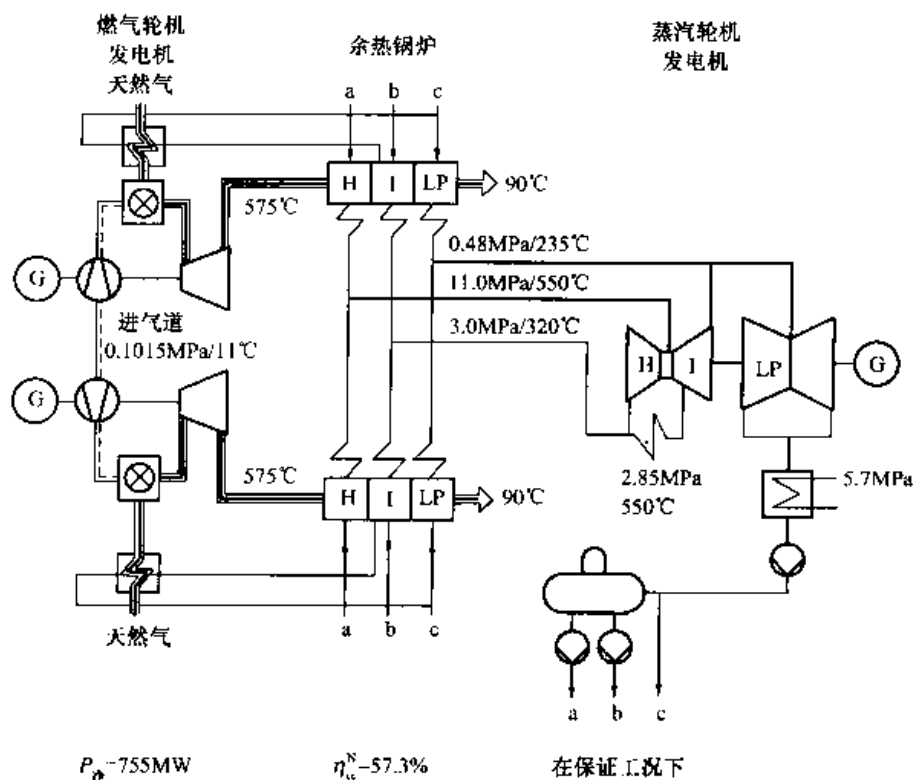 燃气轮机
发电机
天然气
余热锅炉
蒸汽轮机
发电机
a b c
H I LP
90℃
575℃
0.48MPa/235℃
G
11.0MPa/550℃
进气道
0.1015MPa/11℃
3.0MPa/320℃
H I
LP
G
G
575℃
H I LP
90℃
2.85MPa
550℃
5.7MPa
天然气
a b c
a b c
P净=755MW
η=57.3%
在保证工况下